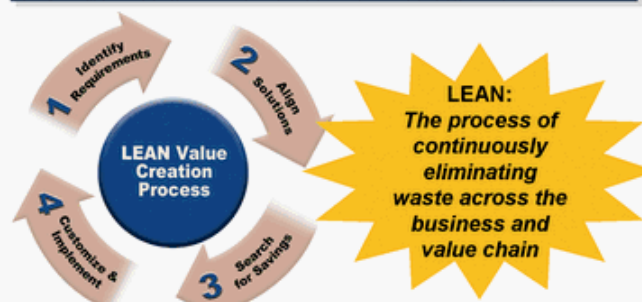 1 Identify
Requirements
2 Align
Solutions
3 Search
for Savings
4 Customize &
Implement
LEAN Value
Creation
Process
LEAN:
The process of
continuously
eliminating
waste across the
business and
value chain